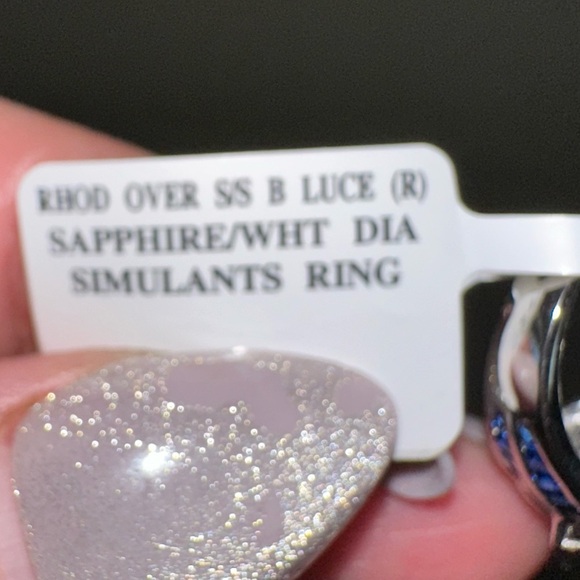 RHOD OVER S/S B LUCE (R)
SAPPHIRE/WHT DIA
SIMULANTS RING